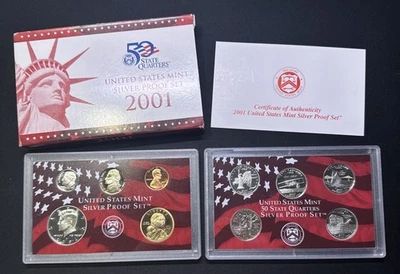 50
STATE
QUARTERS
UNITED STATES MINT
SILVER PROOF SET
2001
Certificate of Authenticity
2001 United States Mint Silver Proof Set
UNITED STATES MINT
SILVER PROOF SET
UNITED STATES MINT
50 STATE QUARTERS
SILVER PROOF SET